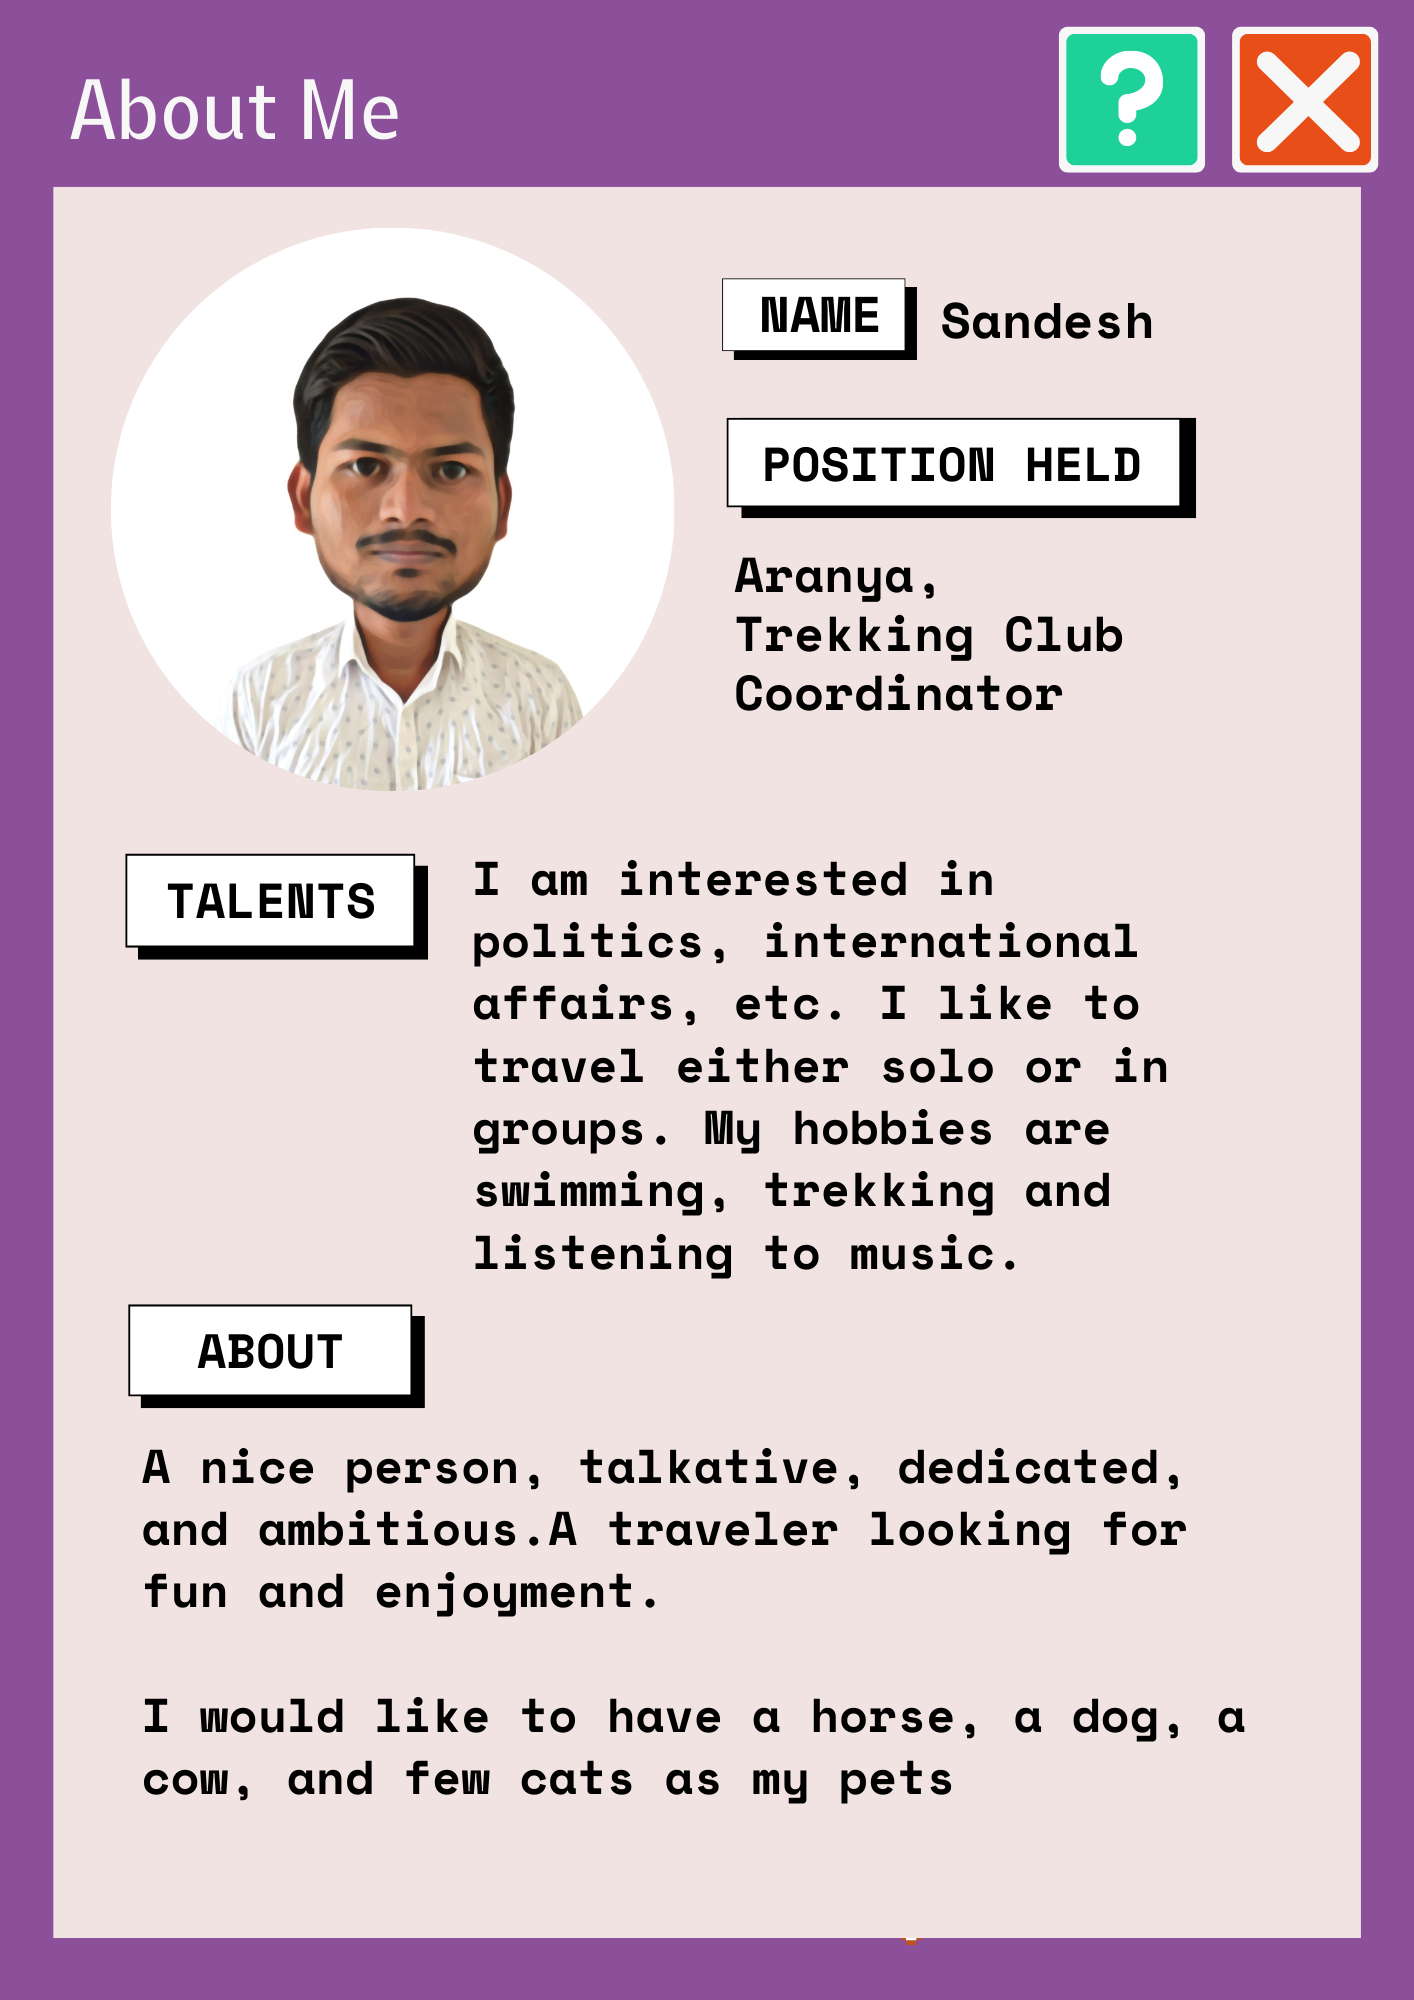 About Me
NAME Sandesh
POSITION HELD
Aranya,
Trekking Club
Coordinator
TALENTS
I am interested in
politics, international
affairs, etc. I like to
travel either solo or in
groups. My hobbies are
swimming, trekking and
listening to music.
ABOUT
A nice person, talkative, dedicated,
and ambitious.A traveler looking for
fun and enjoyment.
I would like to have a horse, a dog, a
cow, and few cats as my pets